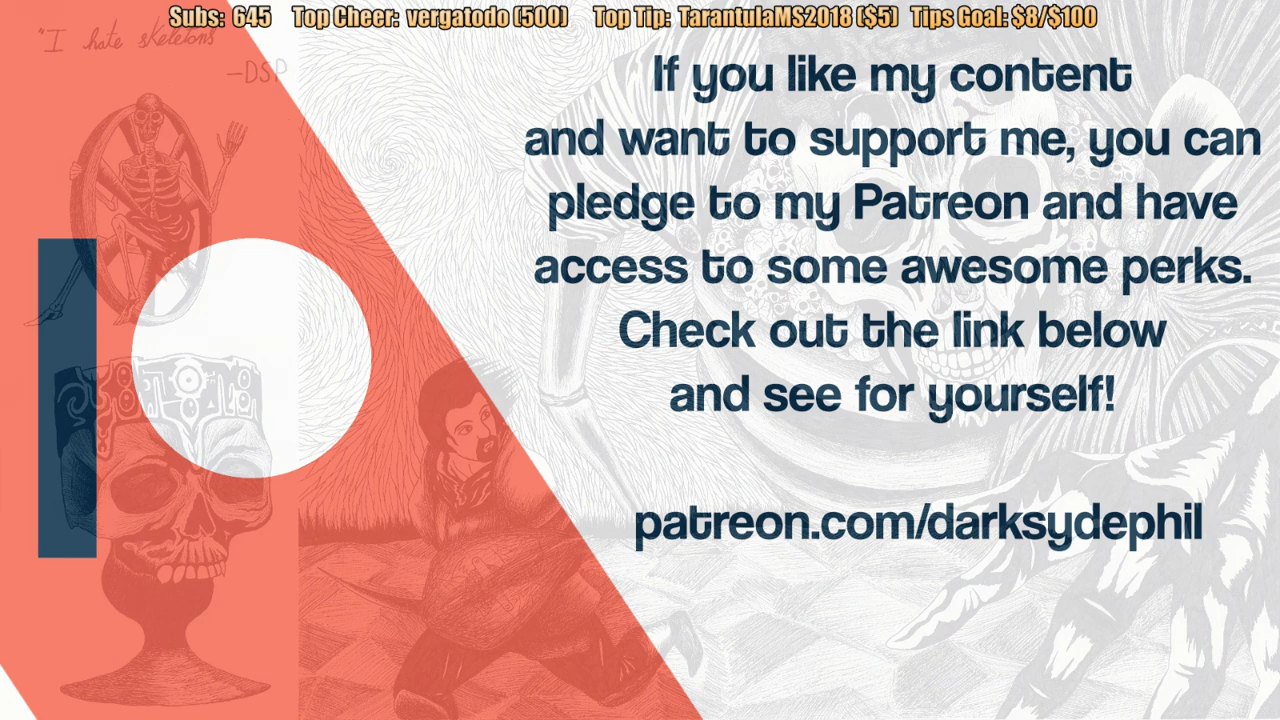 Subs: 645 Top Cheer: vergatodo (500) Top Tip: TarantulaMS2018 ($5) Tips Goal: $8/$100
"I hate skeletons"
—DSP
If you like my content
and want to support me, you can
pledge to my Patreon and have
access to some awesome perks.
Check out the link below
and see for yourself!
patreon.com/darksydephil